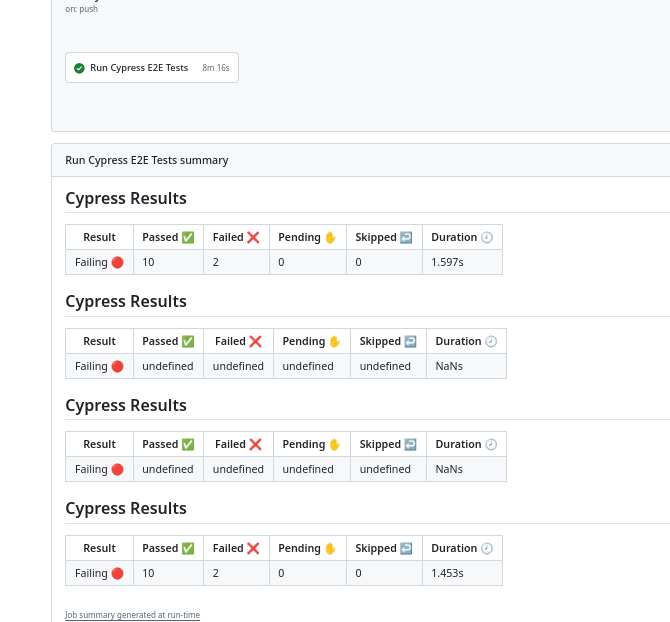 on: push
Run Cypress E2E Tests 8m 16s
Run Cypress E2E Tests summary
Cypress Results
Result Passed ✅ Failed ❌ Pending ✋ Skipped ↩️ Duration 🕗
Failing 🔴 10 2 0 0 1.597s
Cypress Results
Result Passed ✅ Failed ❌ Pending ✋ Skipped ↩️ Duration 🕗
Failing 🔴 undefined undefined undefined undefined NaNs
Cypress Results
Result Passed ✅ Failed ❌ Pending ✋ Skipped ↩️ Duration 🕗
Failing 🔴 undefined undefined undefined undefined NaNs
Cypress Results
Result Passed ✅ Failed ❌ Pending ✋ Skipped ↩️ Duration 🕗
Failing 🔴 10 2 0 0 1.453s
Job summary generated at run-time